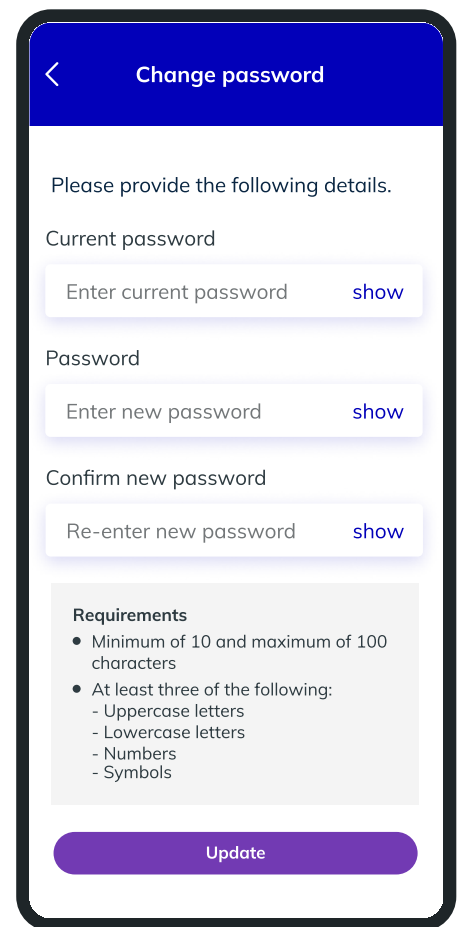 Change password
Please provide the following details.
Current password
Enter current password show
Password
Enter new password show
Confirm new password
Re-enter new password show
Requirements
• Minimum of 10 and maximum of 100
characters
• At least three of the following:
- Uppercase letters
- Lowercase letters
- Numbers
- Symbols
Update